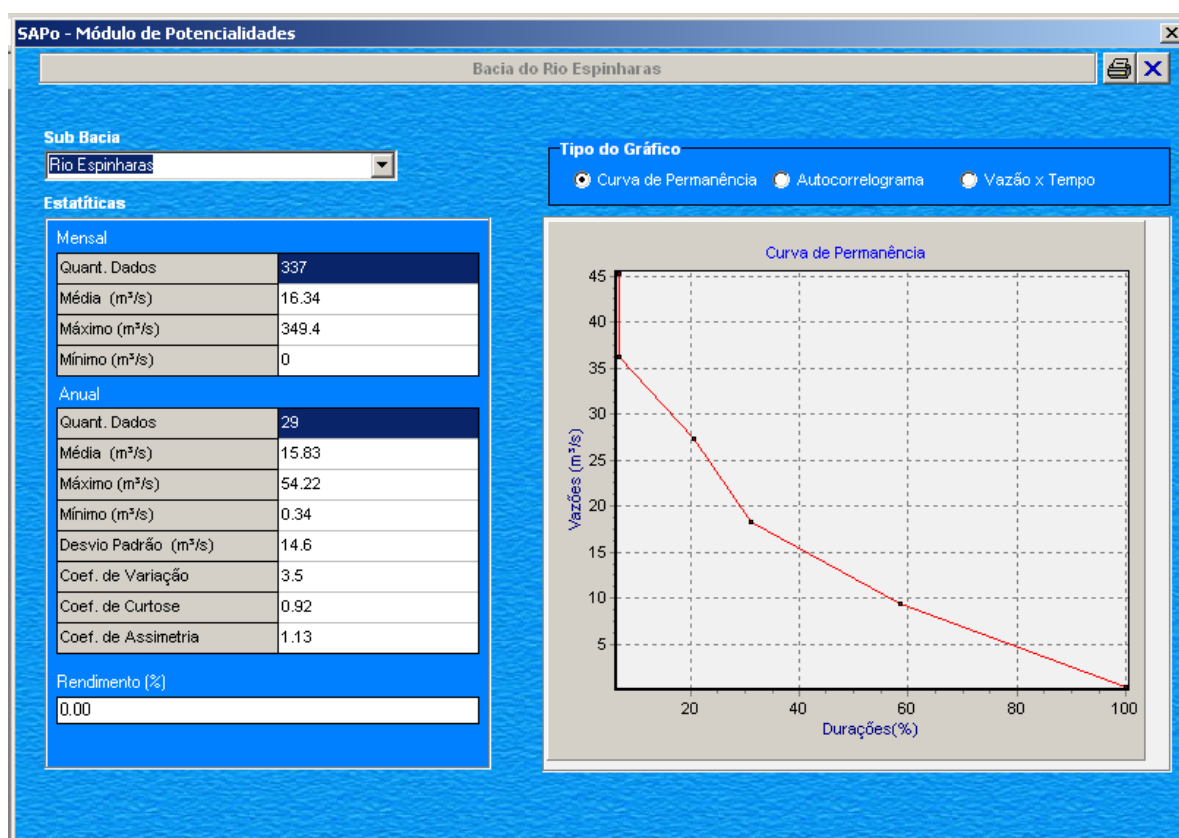 SAPo - Módulo de Potencialidades
Bacia do Rio Espinharas
Sub Bacia
Rio Espinharas
Estatíticas
Mensal
Quant. Dados 337
Média (m³/s) 16.34
Máximo (m³/s) 349.4
Mínimo (m³/s) 0
Anual
Quant. Dados 29
Média (m³/s) 15.83
Máximo (m³/s) 54.22
Mínimo (m³/s) 0.34
Desvio Padrão (m³/s) 14.6
Coef. de Variação 3.5
Coef. de Curtose 0.92
Coef. de Assimetria 1.13
Rendimento (%)
0.00
Tipo do Gráfico
Curva de Permanência Autocorrelograma Vazão x Tempo
Curva de Permanência
Vazões (m³/s)
45
40
35
30
25
20
15
10
5
20 40 60 80 100
Durações(%)